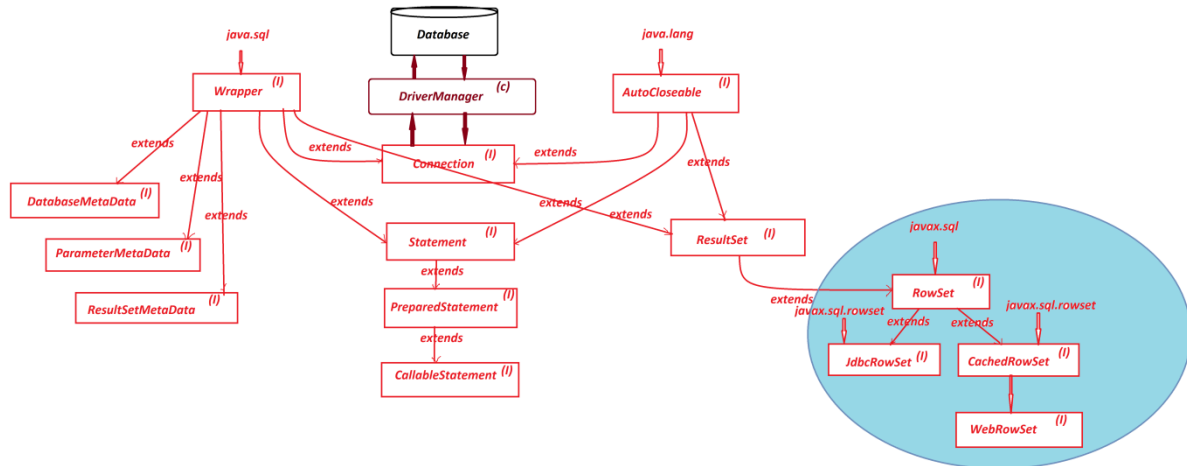 Database
java.sql
java.lang
Wrapper (I)
DriverManager (c)
AutoCloseable (I)
extends
extends
extends
Connection (I)
extends
extends
DatabaseMetaData (I)
extends
extends
extends
extends
extends
ParameterMetaData (I)
Statement (I)
ResultSet (I)
javax.sql
extends
RowSet (I)
ResultSetMetaData (I)
PreparedStatement (I)
extends
javax.sql.rowset
javax.sql.rowset
extends
extends
extends
JdbcRowSet (I)
CachedRowSet (I)
CallableStatement (I)
WebRowSet (I)